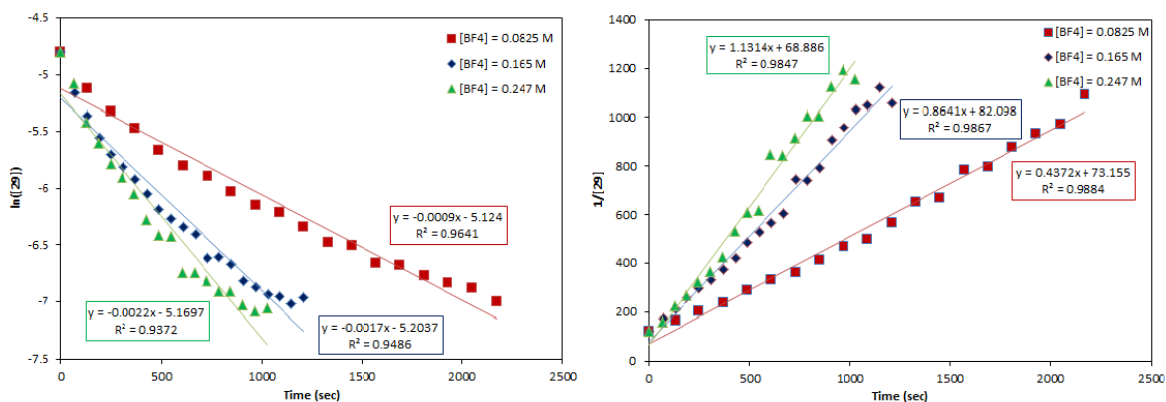 -4.5
-5
-5.5
-6
-6.5
-7
-7.5
ln([29])
[BF4] = 0.0825 M
[BF4] = 0.165 M
[BF4] = 0.247 M
y = -0.0009x - 5.124
R² = 0.9641
y = -0.0022x - 5.1697
R² = 0.9372
y = -0.0017x - 5.2037
R² = 0.9486
0 500 1000 1500 2000 2500
Time (sec)
1400
1200
1000
800
600
400
200
0
1/[29]
y = 1.1314x + 68.886
R² = 0.9847
[BF4] = 0.0825 M
[BF4] = 0.165 M
[BF4] = 0.247 M
y = 0.8641x + 82.098
R² = 0.9867
y = 0.4372x + 73.155
R² = 0.9884
0 500 1000 1500 2000 2500
Time (sec)